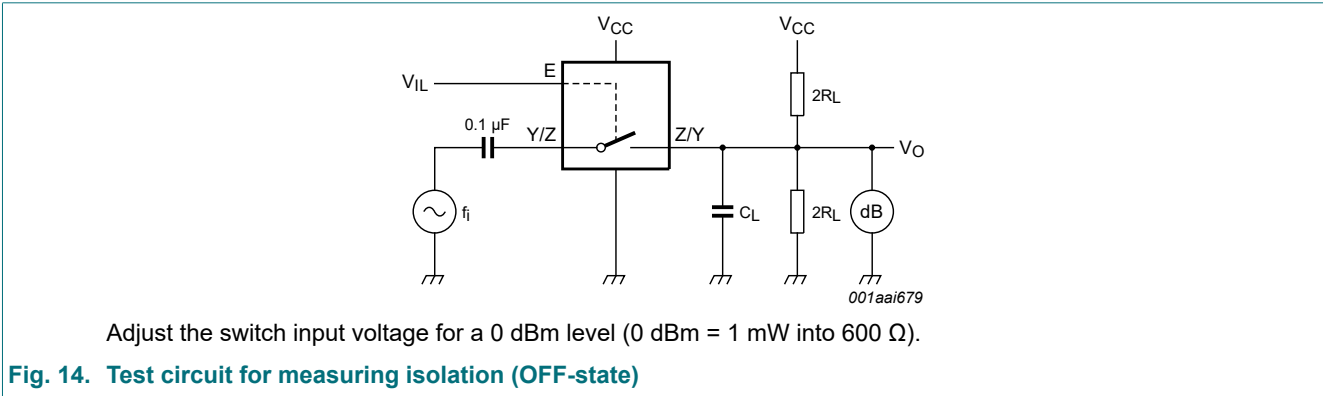 VCC
VCC
VIL
E
2RL
0.1 µF
Y/Z
Z/Y
VO
fi
CL
2RL
dB
001aai679
Adjust the switch input voltage for a 0 dBm level (0 dBm = 1 mW into 600 Ω).
Fig. 14. Test circuit for measuring isolation (OFF-state)